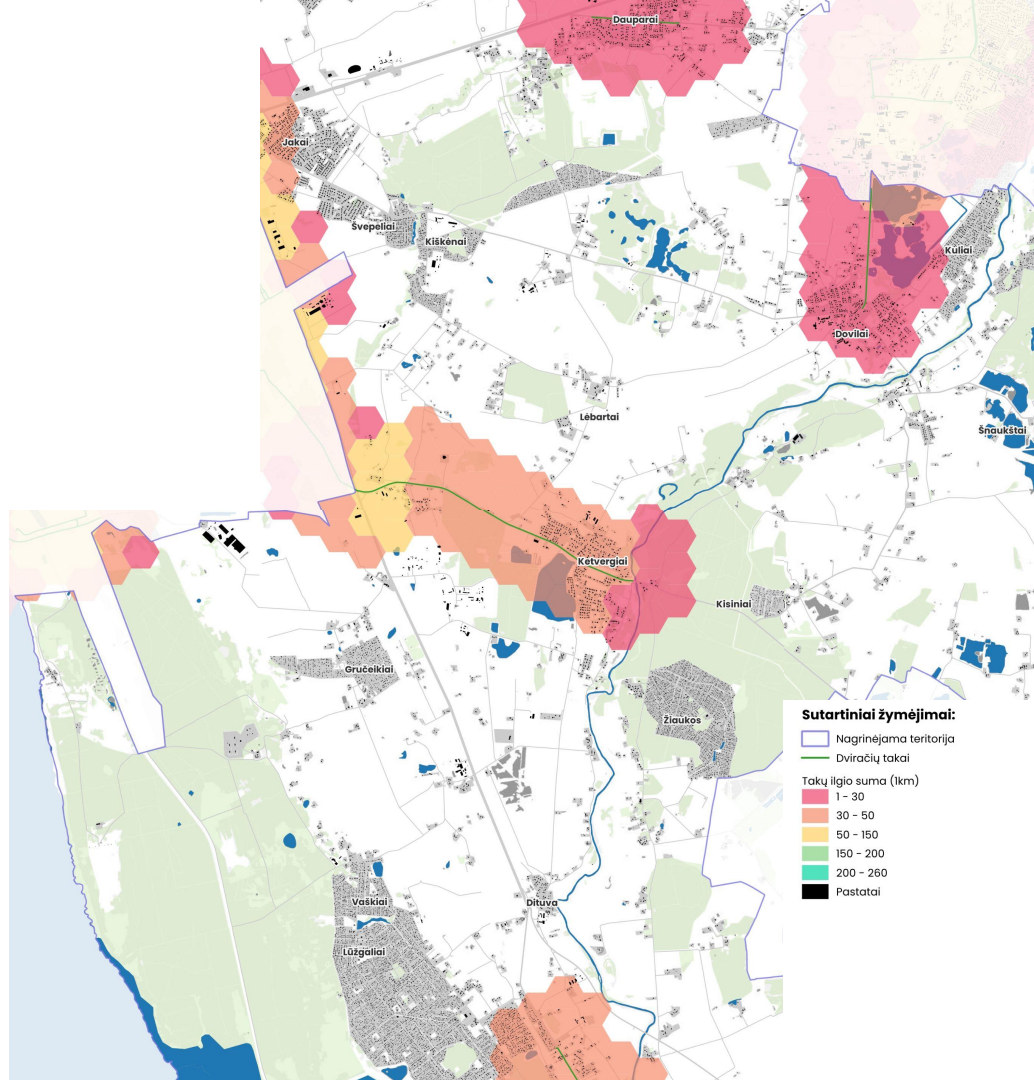 Dauparai
Jakai
Švepeliai
Kiškėnai
Kuliai
Dovilai
Lėbartai
Šnaukštai
Ketvergiai
Kisiniai
Gručeikiai
Žiaukos
Sutartiniai žymėjimai:
Nagrinėjama teritorija
Dviračių takai
Takų ilgio suma (1km)
1 - 30
30 - 50
50 - 150
150 - 200
200 - 260
Pastatai
Vaškiai
Dituva
Lūžgaliai